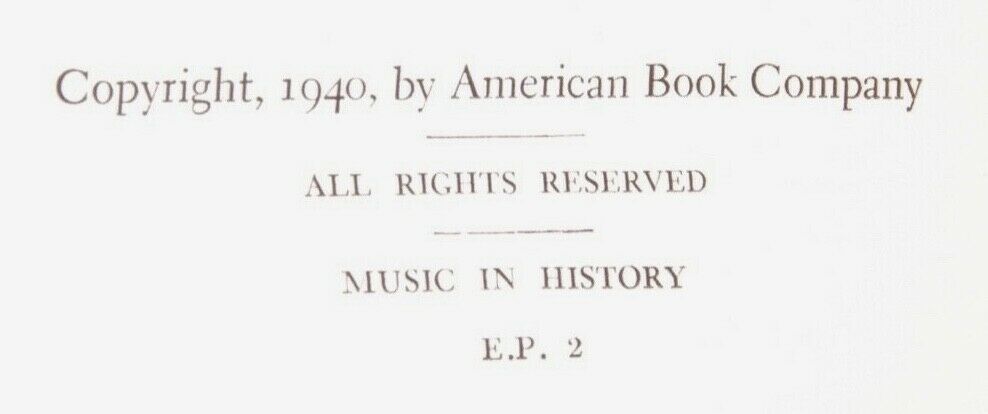 Copyright, 1940, by American Book Company
ALL RIGHTS RESERVED
MUSIC IN HISTORY
E.P. 2